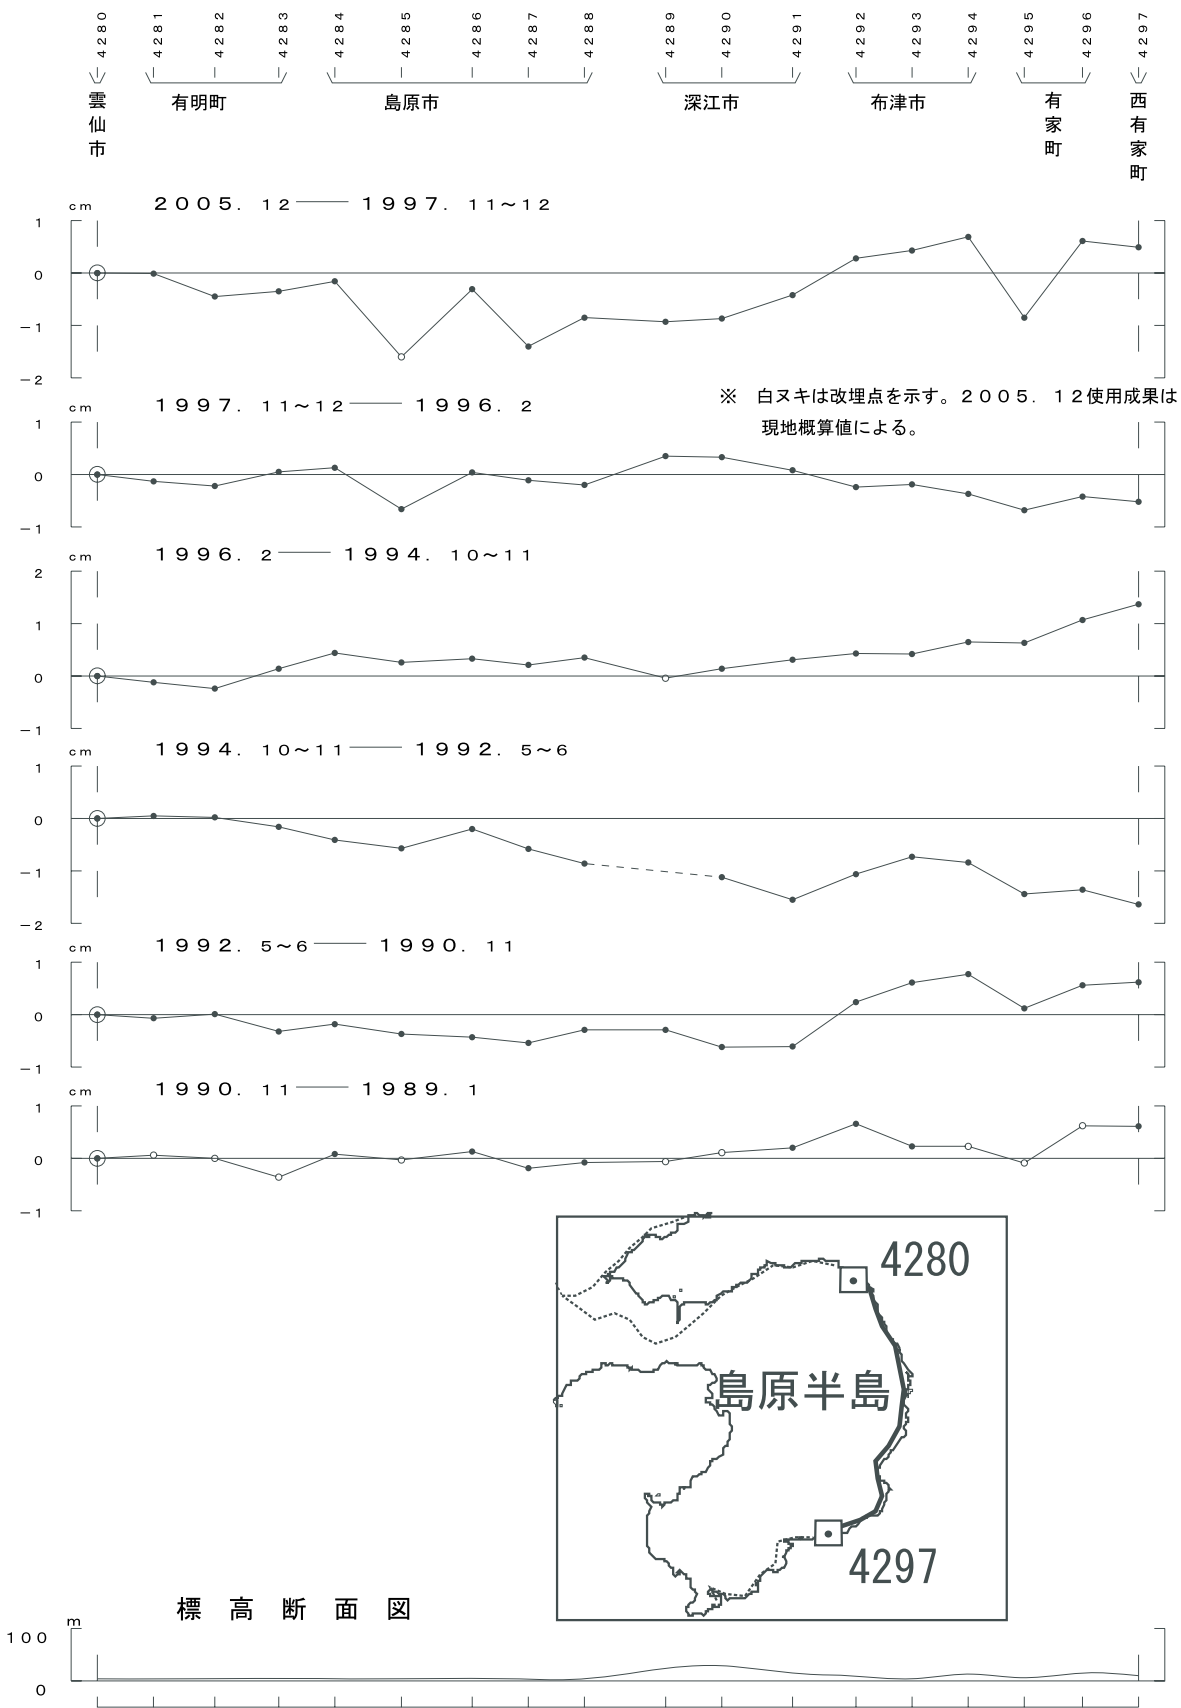 4280 4281 4282 4283 4284 4285 4286 4287 4288 4289 4290 4291 4292 4293 4294 4295 4296 4297
雲仙市 有明町 島原市 深江市 布津市 有家町 西有家町
cm ２００５．１２――１９９７．１１～１２
1
0
－1
－2
※ 白ヌキは改埋点を示す。２００５．１２使用成果は
現地概算値による。
cm １９９７．１１～１２――１９９６．２
1
0
－1
cm １９９６．２――１９９４．１０～１１
2
1
0
－1
cm １９９４．１０～１１――１９９２．５～６
1
0
－1
－2
cm １９９２．５～６――１９９０．１１
1
0
－1
cm １９９０．１１――１９８９．１
1
0
－1
4280
島原半島
4297
標高断面図
m
100
0